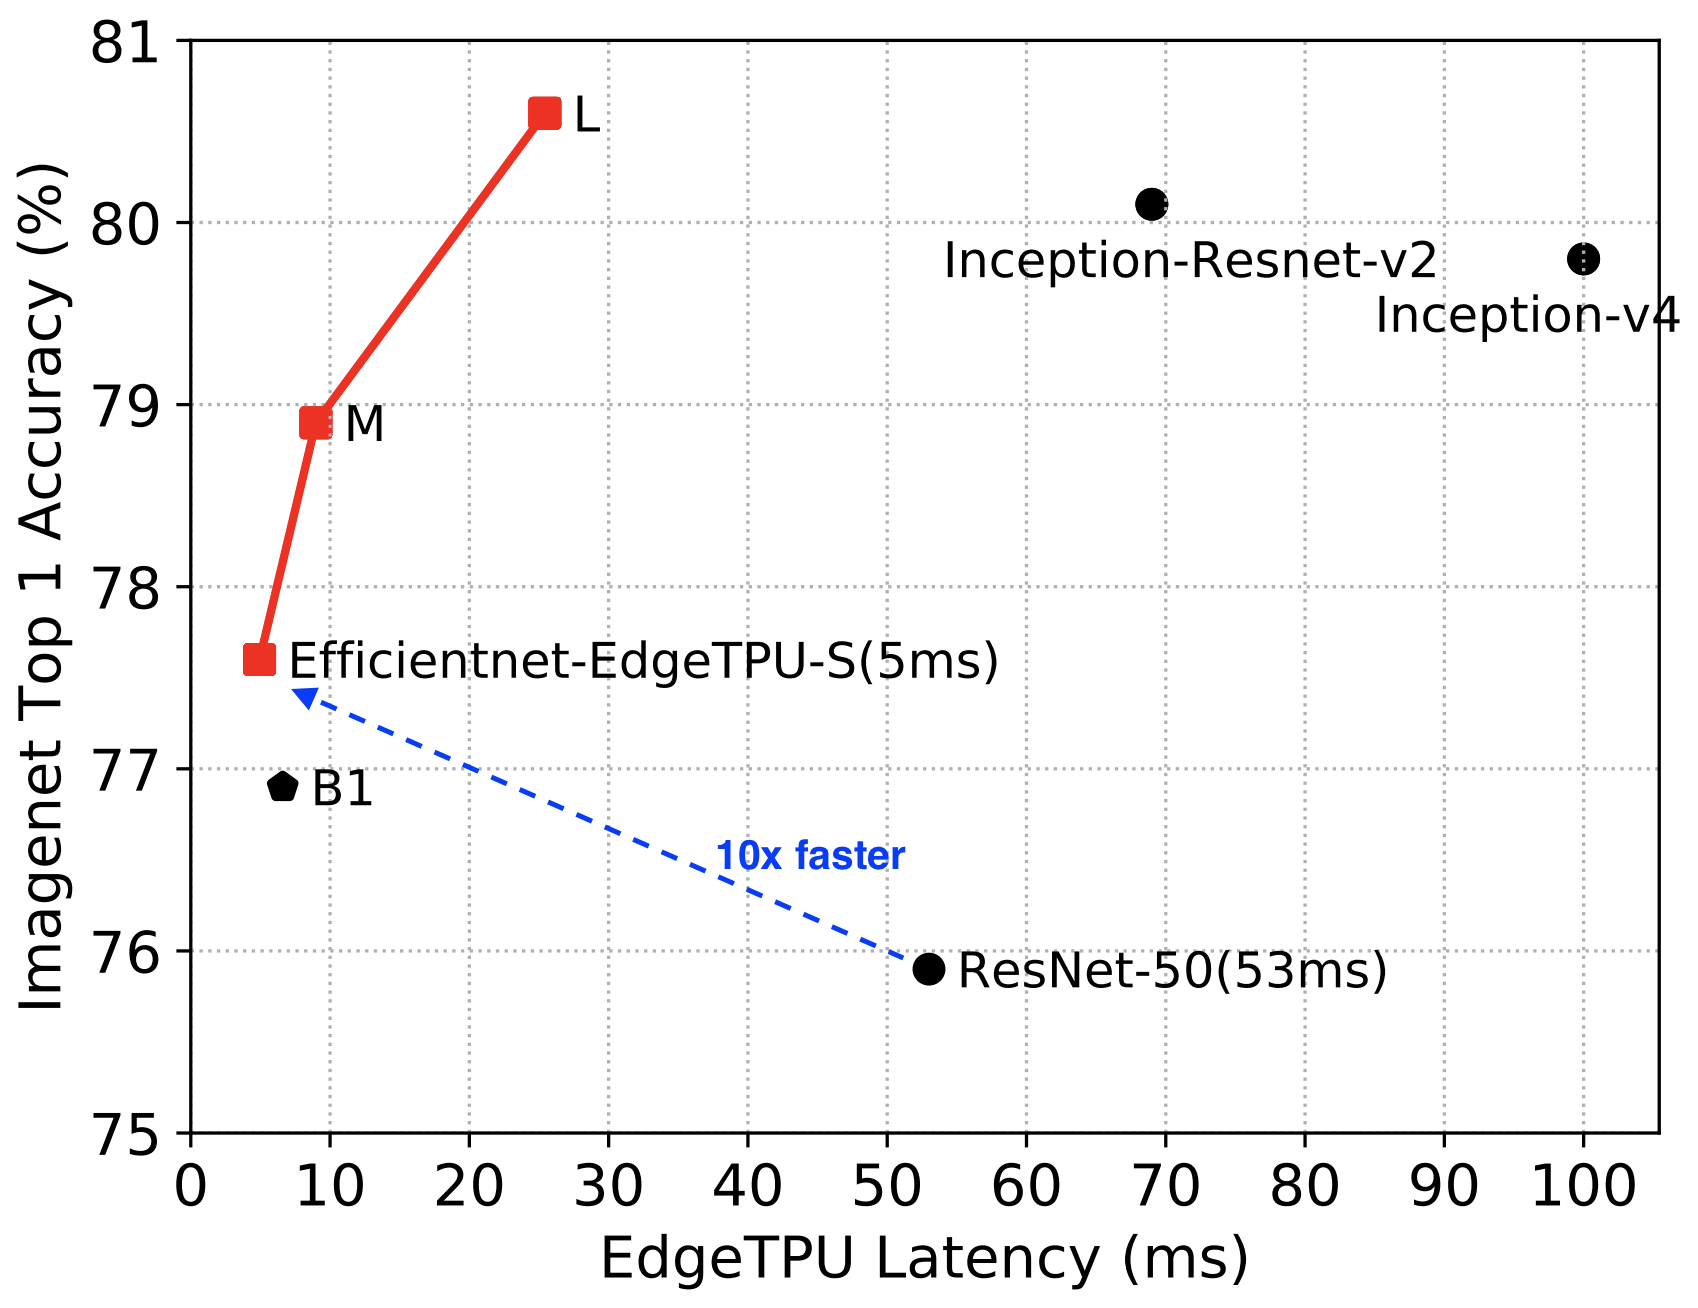 81
80
79
78
77
76
75
Imagenet Top 1 Accuracy (%)
L
Inception-Resnet-v2
Inception-v4
M
Efficientnet-EdgeTPU-S(5ms)
B1
10x faster
ResNet-50(53ms)
0 10 20 30 40 50 60 70 80 90 100
EdgeTPU Latency (ms)